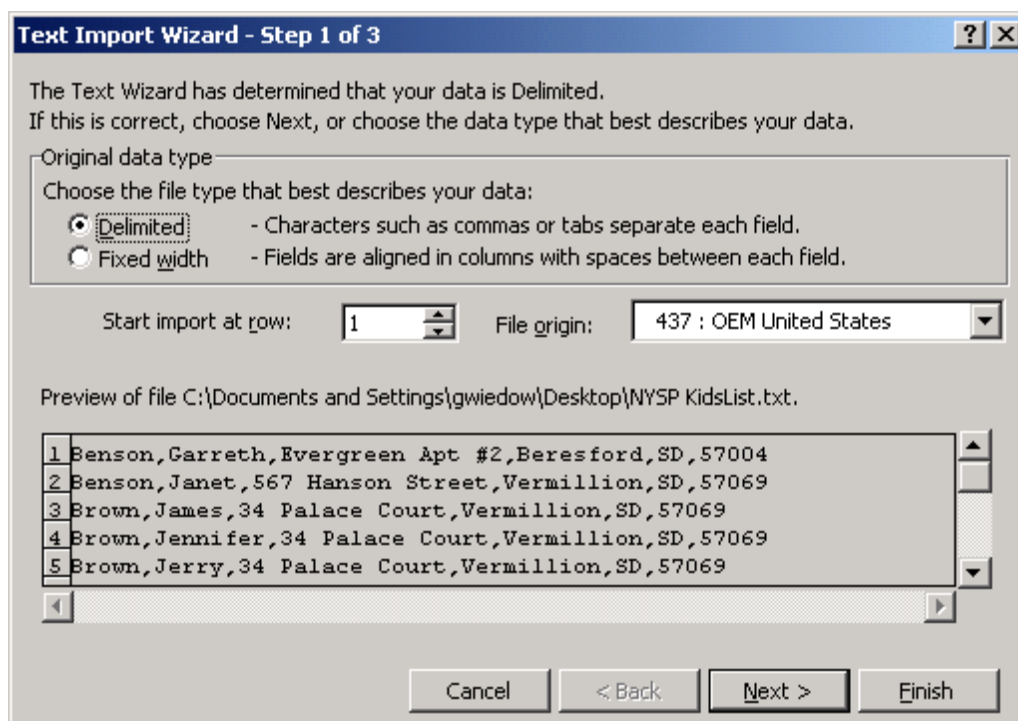 Text Import Wizard - Step 1 of 3
The Text Wizard has determined that your data is Delimited.
If this is correct, choose Next, or choose the data type that best describes your data.
Original data type
Choose the file type that best describes your data:
Delimited - Characters such as commas or tabs separate each field.
Fixed width - Fields are aligned in columns with spaces between each field.
Start import at row: 1 File origin: 437 : OEM United States
Preview of file C:\Documents and Settings\gwiedow\Desktop\NYSP KidsList.txt.
1 Benson,Garreth,Evergreen Apt #2,Beresford,SD,57004
2 Benson,Janet,567 Hanson Street,Vermillion,SD,57069
3 Brown,James,34 Palace Court,Vermillion,SD,57069
4 Brown,Jennifer,34 Palace Court,Vermillion,SD,57069
5 Brown,Jerry,34 Palace Court,Vermillion,SD,57069
Cancel < Back Next > Finish